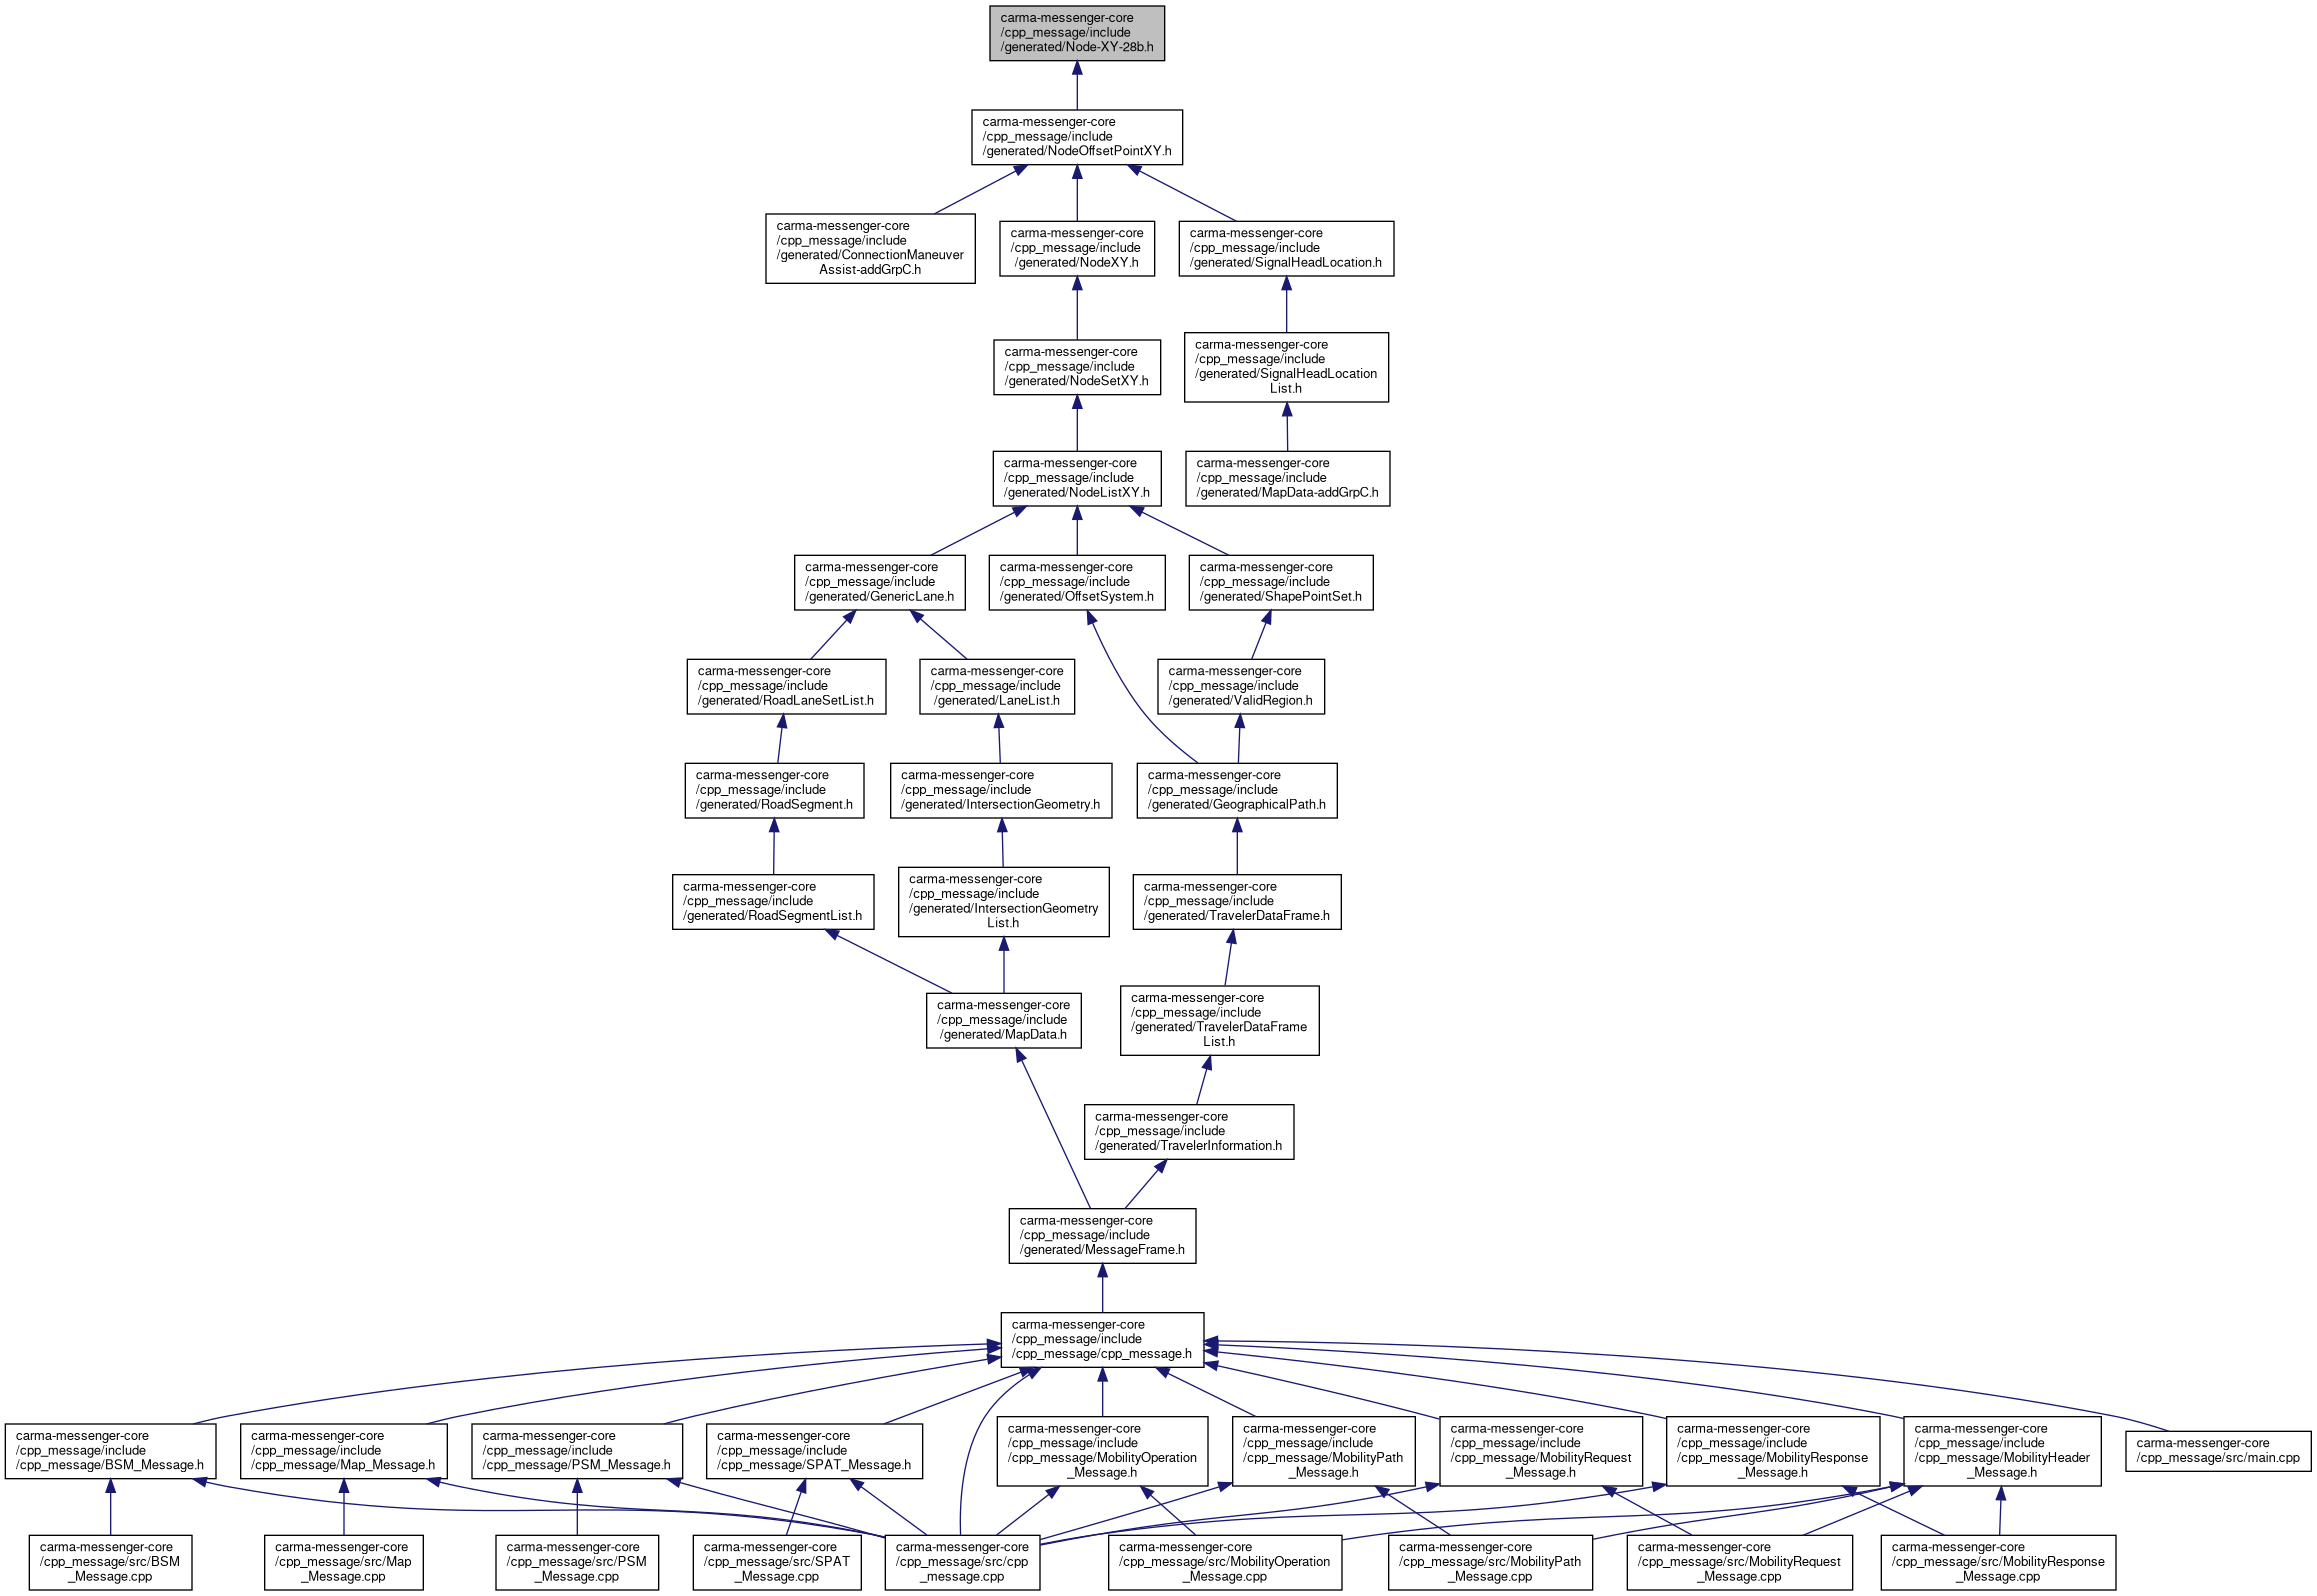 carma-messenger-core
/cpp_message/include
/generated/Node-XY-28b.h
carma-messenger-core
/cpp_message/include
/generated/NodeOffsetPointXY.h
carma-messenger-core
/cpp_message/include
/generated/ConnectionManeuver
Assist-addGrpC.h
carma-messenger-core
/cpp_message/include
/generated/NodeXY.h
carma-messenger-core
/cpp_message/include
/generated/SignalHeadLocation.h
carma-messenger-core
/cpp_message/include
/generated/NodeSetXY.h
carma-messenger-core
/cpp_message/include
/generated/SignalHeadLocation
List.h
carma-messenger-core
/cpp_message/include
/generated/NodeListXY.h
carma-messenger-core
/cpp_message/include
/generated/MapData-addGrpC.h
carma-messenger-core
/cpp_message/include
/generated/GenericLane.h
carma-messenger-core
/cpp_message/include
/generated/OffsetSystem.h
carma-messenger-core
/cpp_message/include
/generated/ShapePointSet.h
carma-messenger-core
/cpp_message/include
/generated/RoadLaneSetList.h
carma-messenger-core
/cpp_message/include
/generated/LaneList.h
carma-messenger-core
/cpp_message/include
/generated/ValidRegion.h
carma-messenger-core
/cpp_message/include
/generated/RoadSegment.h
carma-messenger-core
/cpp_message/include
/generated/IntersectionGeometry.h
carma-messenger-core
/cpp_message/include
/generated/GeographicalPath.h
carma-messenger-core
/cpp_message/include
/generated/RoadSegmentList.h
carma-messenger-core
/cpp_message/include
/generated/IntersectionGeometry
List.h
carma-messenger-core
/cpp_message/include
/generated/TravelerDataFrame.h
carma-messenger-core
/cpp_message/include
/generated/MapData.h
carma-messenger-core
/cpp_message/include
/generated/TravelerDataFrame
List.h
carma-messenger-core
/cpp_message/include
/generated/TravelerInformation.h
carma-messenger-core
/cpp_message/include
/generated/MessageFrame.h
carma-messenger-core
/cpp_message/include
/cpp_message/cpp_message.h
carma-messenger-core
/cpp_message/include
/cpp_message/BSM_Message.h
carma-messenger-core
/cpp_message/include
/cpp_message/Map_Message.h
carma-messenger-core
/cpp_message/include
/cpp_message/PSM_Message.h
carma-messenger-core
/cpp_message/include
/cpp_message/SPAT_Message.h
carma-messenger-core
/cpp_message/include
/cpp_message/MobilityOperation
_Message.h
carma-messenger-core
/cpp_message/include
/cpp_message/MobilityPath
_Message.h
carma-messenger-core
/cpp_message/include
/cpp_message/MobilityRequest
_Message.h
carma-messenger-core
/cpp_message/include
/cpp_message/MobilityResponse
_Message.h
carma-messenger-core
/cpp_message/include
/cpp_message/MobilityHeader
_Message.h
carma-messenger-core
/cpp_message/src/main.cpp
carma-messenger-core
/cpp_message/src/BSM
_Message.cpp
carma-messenger-core
/cpp_message/src/Map
_Message.cpp
carma-messenger-core
/cpp_message/src/PSM
_Message.cpp
carma-messenger-core
/cpp_message/src/SPAT
_Message.cpp
carma-messenger-core
/cpp_message/src/cpp
_message.cpp
carma-messenger-core
/cpp_message/src/MobilityOperation
_Message.cpp
carma-messenger-core
/cpp_message/src/MobilityPath
_Message.cpp
carma-messenger-core
/cpp_message/src/MobilityRequest
_Message.cpp
carma-messenger-core
/cpp_message/src/MobilityResponse
_Message.cpp